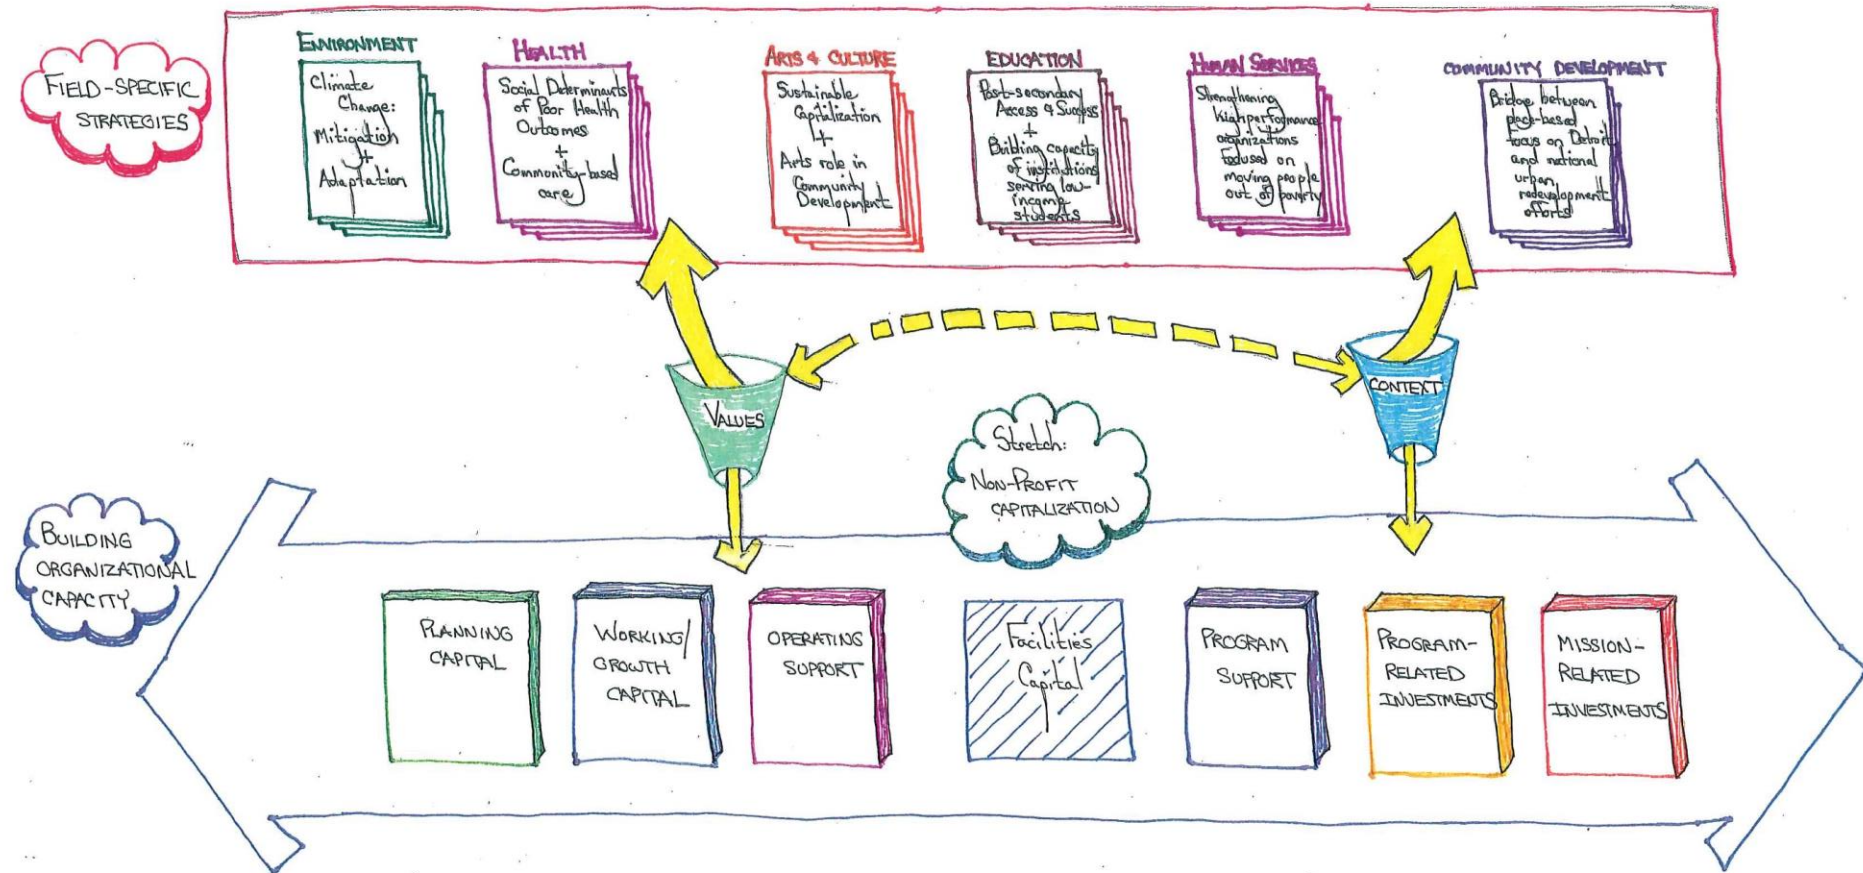 FIELD-SPECIFIC
STRATEGIES
ENVIRONMENT
Climate
Change:
Mitigation
+
Adaptation
HEALTH
Social Determinants
of Poor Health
Outcomes
+
Community-based
care
ARTS & CULTURE
Sustainable
Capitalization
+
Arts role in
Community
Development
EDUCATION
Post-secondary
Access & Success
+
Building capacity
of institutions
serving low-
income
students
HUMAN SERVICES
Strengthening
high performance
organizations
focused on
moving people
out of poverty
COMMUNITY DEVELOPMENT
Bridge between
place-based
focus on Detroit
and national
urban
redevelopment
efforts
VALUES
CONTEXT
Stretch:
NON-PROFIT
CAPITALIZATION
BUILDING
ORGANIZATIONAL
CAPACITY
PLANNING
CAPITAL
WORKING/
GROWTH
CAPITAL
OPERATING
SUPPORT
Facilities
Capital
PROGRAM
SUPPORT
PROGRAM-
RELATED
INVESTMENTS
MISSION-
RELATED
INVESTMENTS